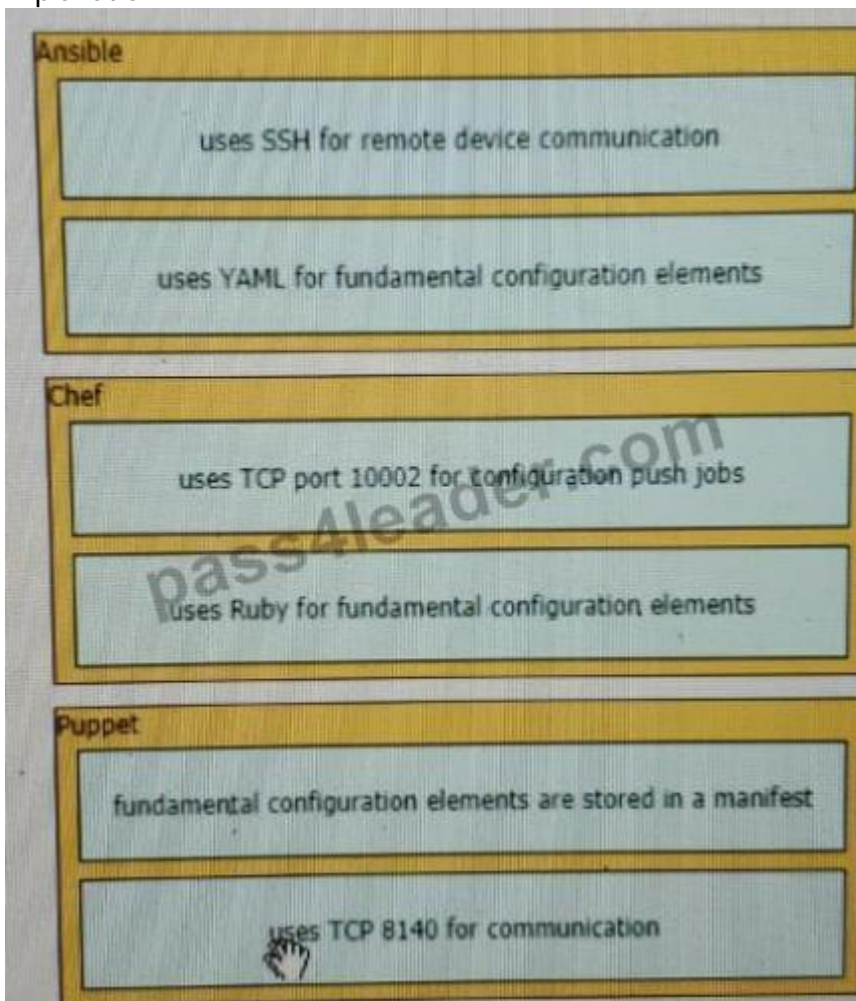 Ansible
uses SSH for remote device communication
uses YAML for fundamental configuration elements
Chef
uses TCP port 10002 for configuration push jobs
pass4leader.com
uses Ruby for fundamental configuration elements
Puppet
fundamental configuration elements are stored in a manifest
uses TCP 8140 for communication